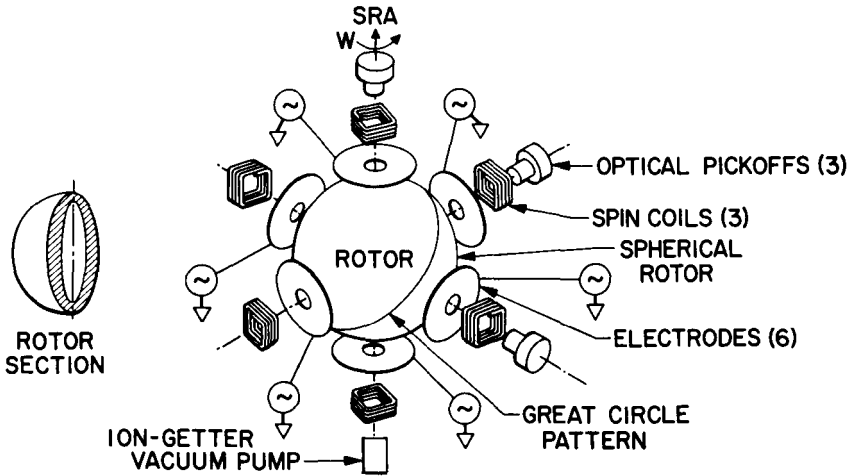 SRA
W
OPTICAL PICKOFFS (3)
SPIN COILS (3)
SPHERICAL
ROTOR
ROTOR
ELECTRODES (6)
ROTOR
SECTION
GREAT CIRCLE
PATTERN
ION-GETTER
VACUUM PUMP